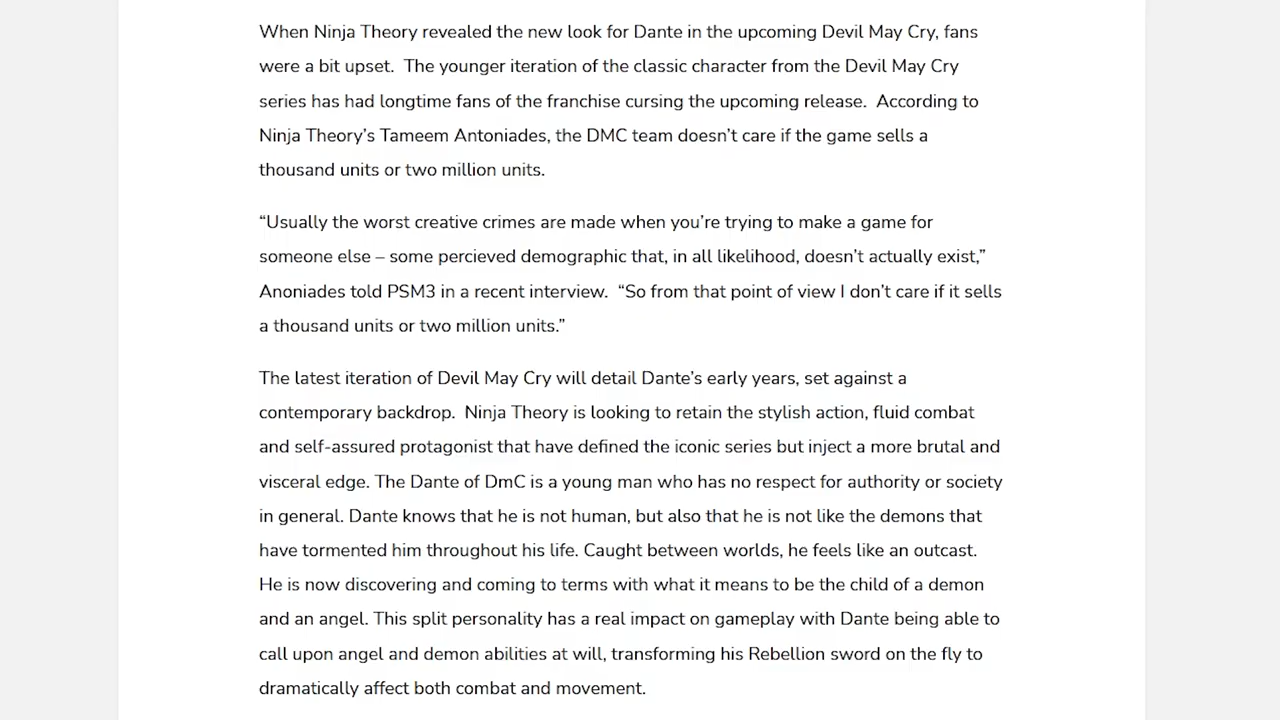 When Ninja Theory revealed the new look for Dante in the upcoming Devil May Cry, fans
were a bit upset.  The younger iteration of the classic character from the Devil May Cry
series has had longtime fans of the franchise cursing the upcoming release.  According to
Ninja Theory’s Tameem Antoniades, the DMC team doesn’t care if the game sells a
thousand units or two million units.
“Usually the worst creative crimes are made when you’re trying to make a game for
someone else – some percieved demographic that, in all likelihood, doesn’t actually exist,”
Anoniades told PSM3 in a recent interview.  “So from that point of view I don’t care if it sells
a thousand units or two million units.”
The latest iteration of Devil May Cry will detail Dante’s early years, set against a
contemporary backdrop.  Ninja Theory is looking to retain the stylish action, fluid combat
and self-assured protagonist that have defined the iconic series but inject a more brutal and
visceral edge. The Dante of DmC is a young man who has no respect for authority or society
in general. Dante knows that he is not human, but also that he is not like the demons that
have tormented him throughout his life. Caught between worlds, he feels like an outcast.
He is now discovering and coming to terms with what it means to be the child of a demon
and an angel. This split personality has a real impact on gameplay with Dante being able to
call upon angel and demon abilities at will, transforming his Rebellion sword on the fly to
dramatically affect both combat and movement.